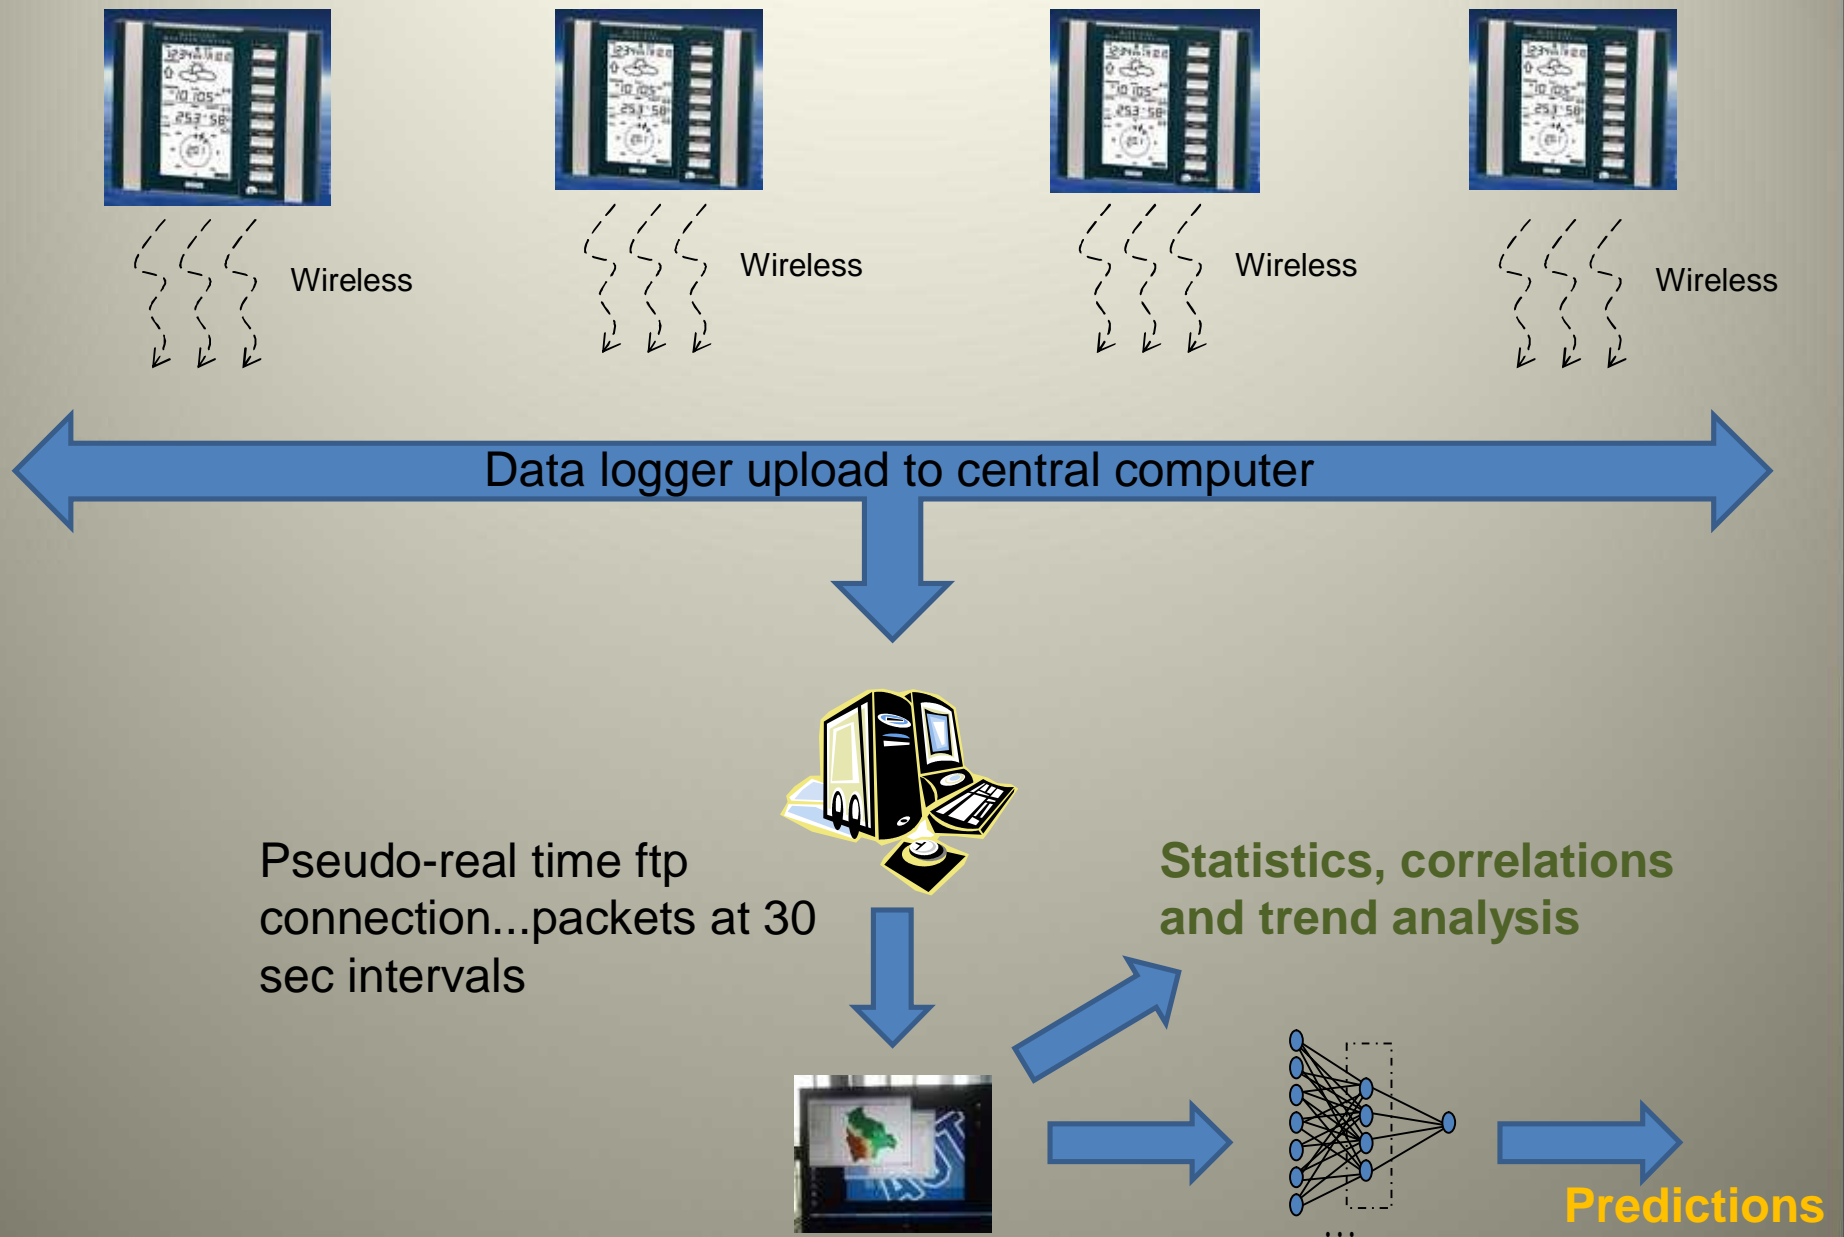 Wireless
Wireless
Wireless
Wireless
Data logger upload to central computer
Pseudo-real time ftp
connection...packets at 30
sec intervals
Statistics, correlations
and trend analysis
AUT
...
Predictions